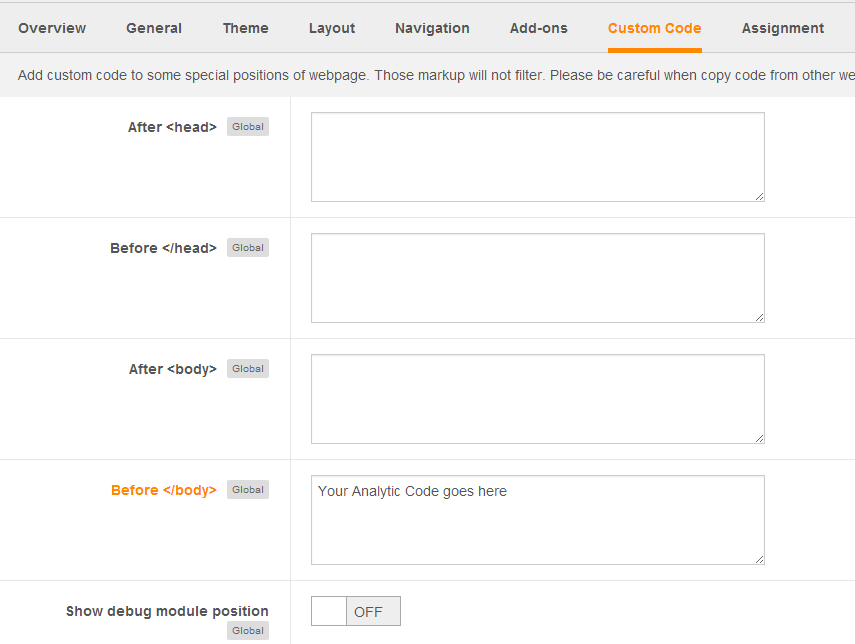 Overview General Theme Layout Navigation Add-ons Custom Code Assignment
Add custom code to some special positions of webpage. Those markup will not filter. Please be careful when copy code from other we
After <head> Global
Before </head> Global
After <body> Global
Before </body> Global
Your Analytic Code goes here
Show debug module position
Global
OFF